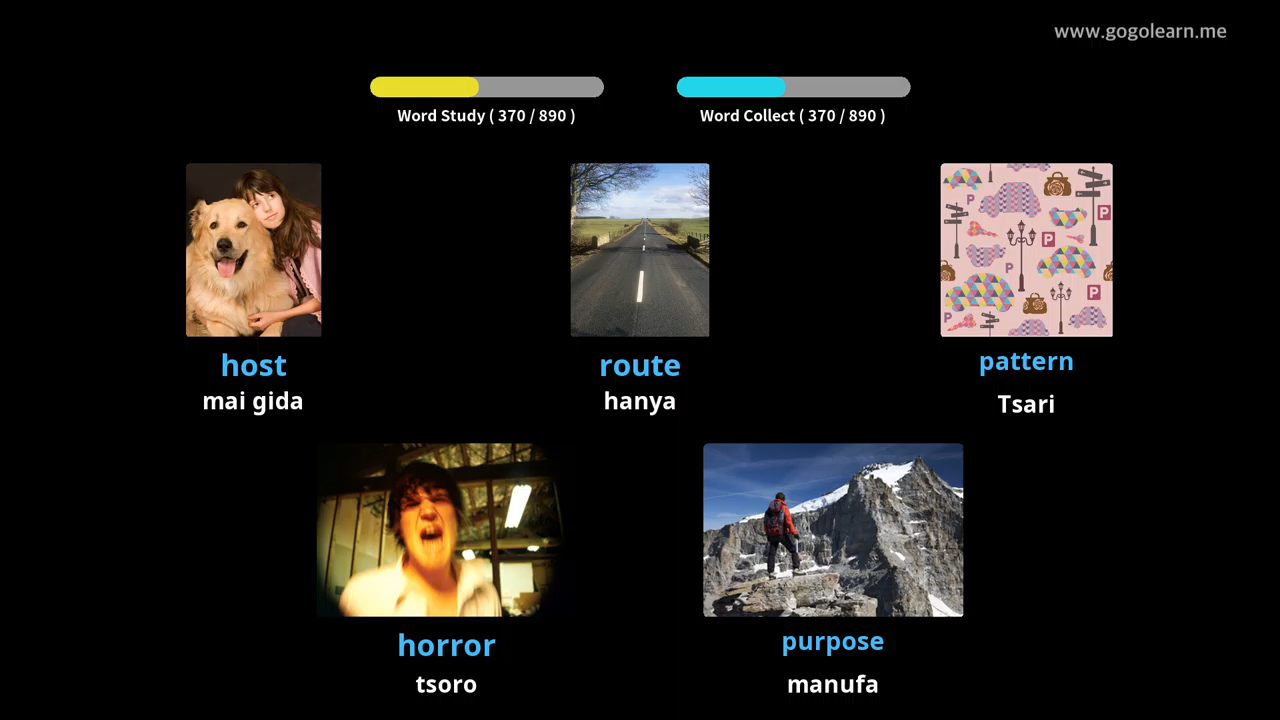 www.gogolearn.me
Word Study ( 370 / 890 )
Word Collect ( 370 / 890 )
P
P
P
P
P
P
host
mai gida
route
hanya
pattern
Tsari
horror
tsoro
purpose
manufa